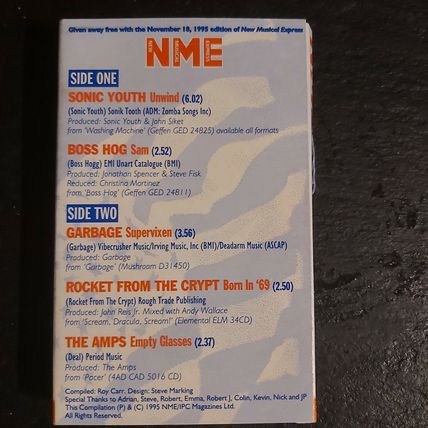 Given away free with the November 18, 1995 edition of New Musical Express
NME
NEW MUSICAL EXPRESS
SIDE ONE
SONIC YOUTH Unwind (6.02)
(Sonic Youth) Sonik Tooth (ADM: Zomba Songs Inc)
Produced: Sonic Youth & John Siket
from 'Washing Machine' (Geffen GED 24825) available all formats
BOSS HOG Sam (2.52)
(Boss Hogg) EMI Unart Catalogue (BMI)
Produced: Jonathan Spencer & Steve Fisk
Reduced: Christina Martinez
from 'Boss Hog' (Geffen GED 24811)
SIDE TWO
GARBAGE Supervixen (3.56)
(Garbage) Vibecrusher Music/Irving Music, Inc (BMI)/Deadarm Music (ASCAP)
Produced: Garbage
from 'Garbage' (Mushroom D31450)
ROCKET FROM THE CRYPT Born In '69 (2.50)
(Rocket From The Crypt) Rough Trade Publishing
Produced: John Reis Jr. Mixed with Andy Wallace
from 'Scream, Dracula, Scream!' (Elemental ELM 34CD)
THE AMPS Empty Glasses (2.37)
(Deal) Period Music
Produced: The Amps
from 'Pacer' (4AD CAD 5016 CD)
Compiled: Roy Carr. Design: Steve Marking
Special Thanks to Adrian, Steve, Robert, Emma, Robert J, Colin, Kevin, Nick and JP
This Compilation (P) & (C) 1995 NME/IPC Magazines Ltd.
All Rights Reserved.